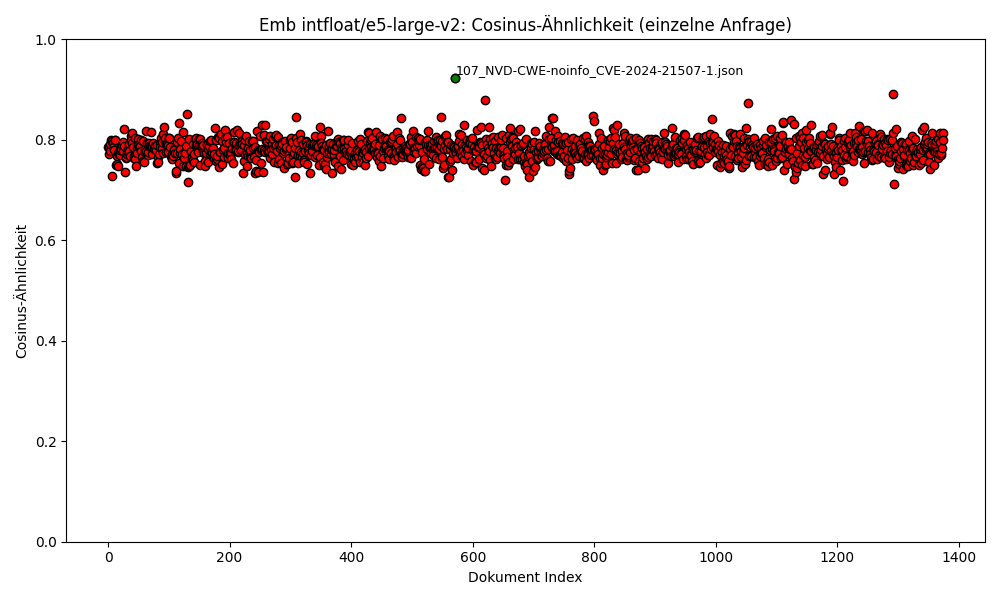 Emb intfloat/e5-large-v2: Cosinus-Ähnlichkeit (einzelne Anfrage)
1.0
107_NVD-CWE-noinfo_CVE-2024-21507-1.json
0.8
0.6
Cosinus-Ähnlichkeit
0.4
0.2
0.0
0 200 400 600 800 1000 1200 1400
Dokument Index